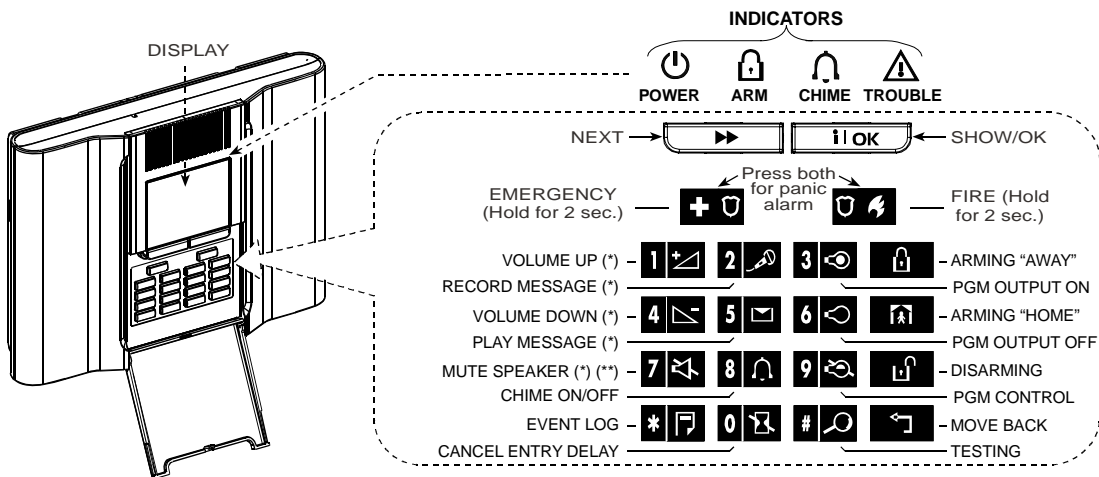 INDICATORS
DISPLAY
POWER ARM CHIME TROUBLE
NEXT i OK SHOW/OK
Press both
for panic
alarm
EMERGENCY
(Hold for 2 sec.)
FIRE (Hold
for 2 sec.)
VOLUME UP (*) 1 + 2 3 ARMING “AWAY”
RECORD MESSAGE (*) PGM OUTPUT ON
VOLUME DOWN (*) 4 - 5 6 ARMING “HOME”
PLAY MESSAGE (*) PGM OUTPUT OFF
MUTE SPEAKER (*) (**) 7 8 9 DISARMING
CHIME ON/OFF PGM CONTROL
EVENT LOG * 0 # MOVE BACK
CANCEL ENTRY DELAY TESTING